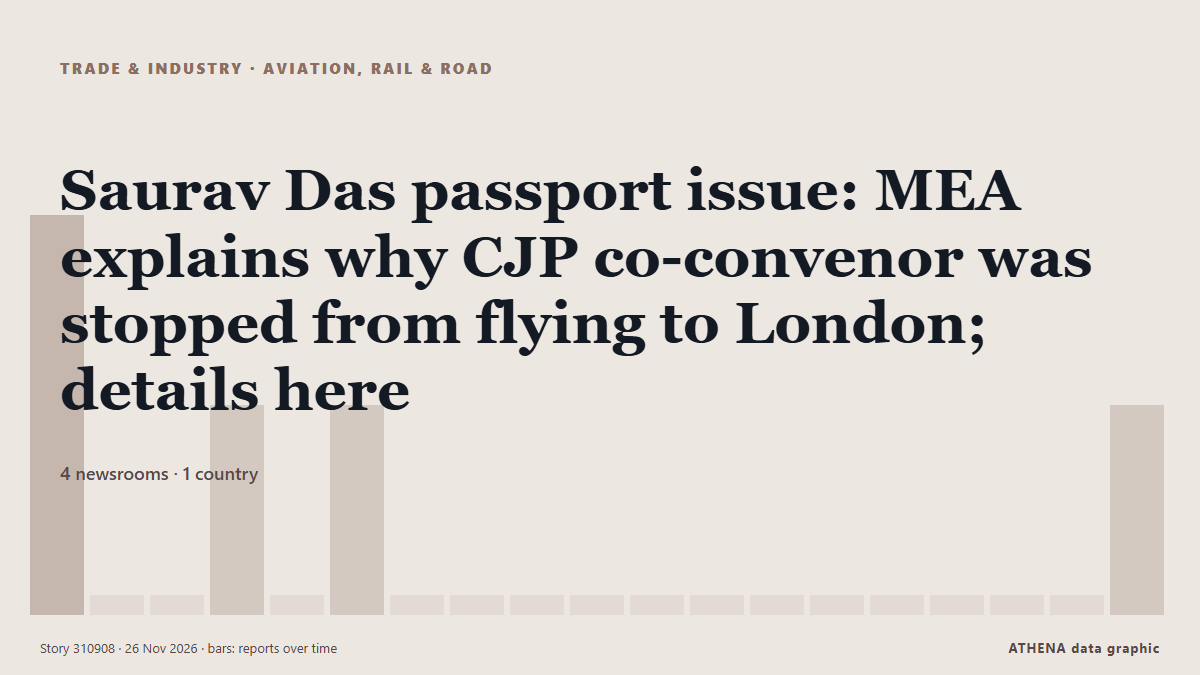 TRADE & INDUSTRY · AVIATION, RAIL & ROAD
Saurav Das passport issue: MEA
explains why CJP co-convenor was
stopped from flying to London;
details here
4 newsrooms · 1 country
Story 310908 · 26 Nov 2026 · bars: reports over time
ATHENA data graphic